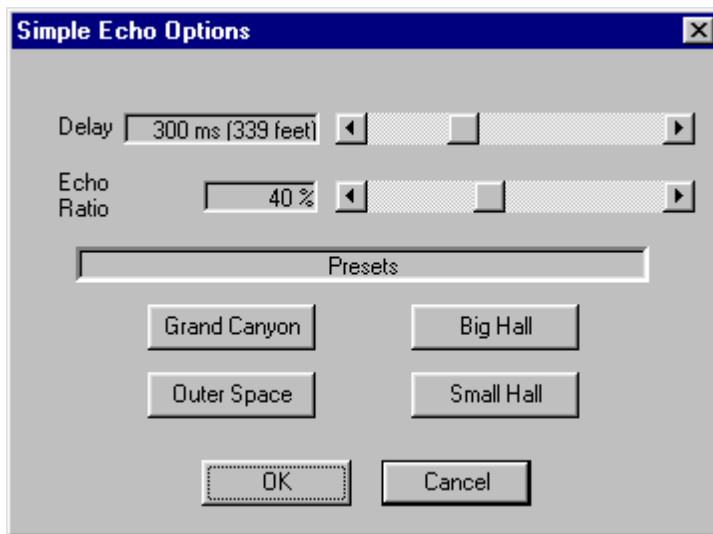 Simple Echo Options
Delay 300 ms (339 feet)
Echo
Ratio 40 %
Presets
Grand Canyon Big Hall
Outer Space Small Hall
OK Cancel